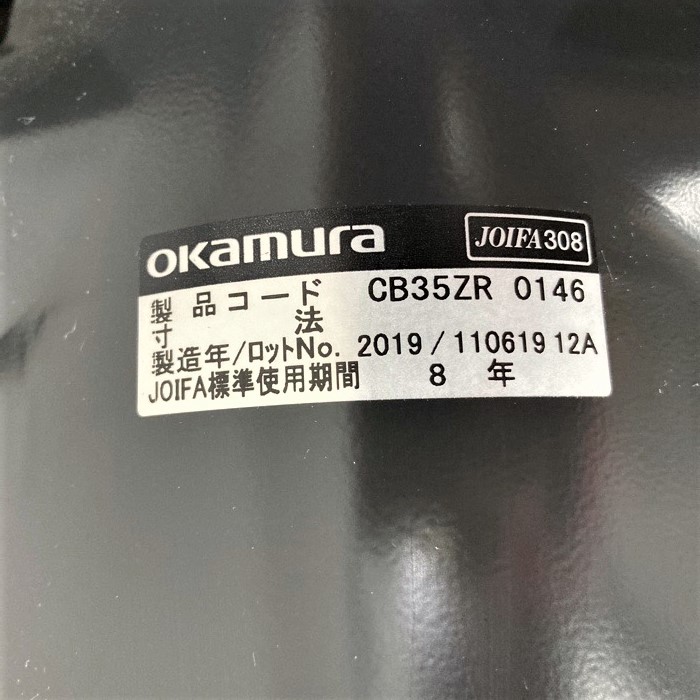 okamura JOIFA308
製品コード CB35ZR 0146
寸法
製造年/ロットNo. 2019 / 110619 12A
JOIFA標準使用期間 8 年